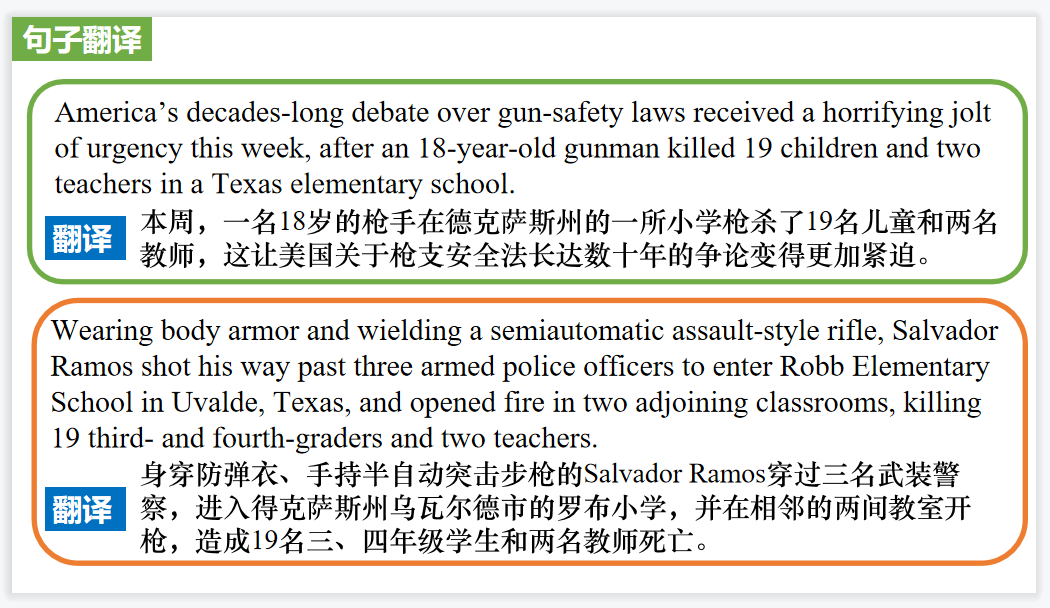 句子翻译
America’s decades-long debate over gun-safety laws received a horrifying jolt
of urgency this week, after an 18-year-old gunman killed 19 children and two
teachers in a Texas elementary school.
翻译
本周，一名18岁的枪手在德克萨斯州的一所小学枪杀了19名儿童和两名
教师，这让美国关于枪支安全法长达数十年的争论变得更加紧迫。
Wearing body armor and wielding a semiautomatic assault-style rifle, Salvador
Ramos shot his way past three armed police officers to enter Robb Elementary
School in Uvalde, Texas, and opened fire in two adjoining classrooms, killing
19 third- and fourth-graders and two teachers.
翻译
身穿防弹衣、手持半自动突击步枪的Salvador Ramos穿过三名武装警
察，进入得克萨斯州乌瓦尔德市的罗布小学，并在相邻的两间教室开
枪，造成19名三、四年级学生和两名教师死亡。